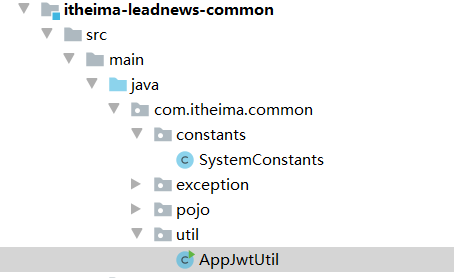 itheima-leadnews-common
src
main
java
com.itheima.common
constants
SystemConstants
exception
pojo
util
AppJwtUtil